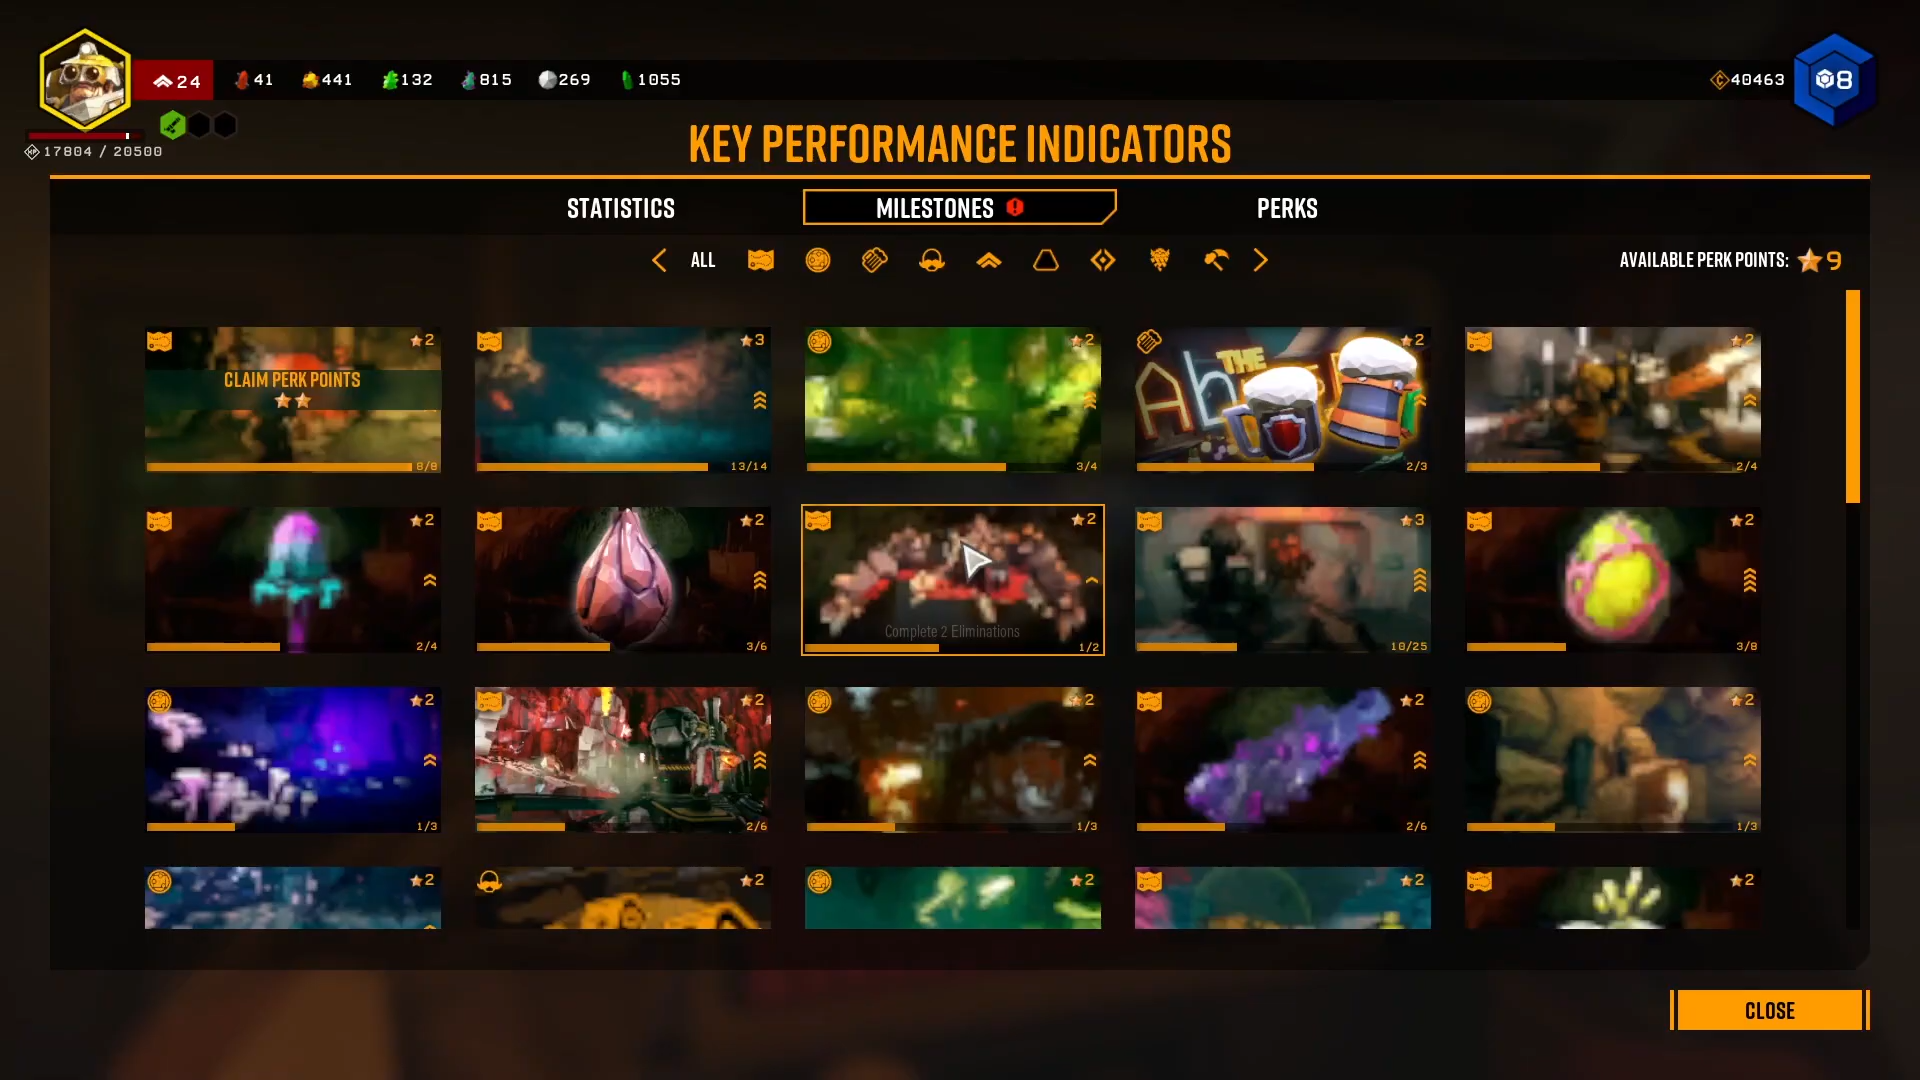 24 41 441 132 815 269 1055 40463 8
17804 / 20500
KEY PERFORMANCE INDICATORS
STATISTICS MILESTONES PERKS
ALL
AVAILABLE PERK POINTS: 9
2 3 2 2 2
CLAIM PERK POINTS
THE
Ab
8/8 13/14 3/4 2/3 2/4
2 2 2 3 2
Complete 2 Eliminations
2/4 3/6 1/2 10/25 3/8
2 2 2 2 2
1/3 2/6 1/3 2/6 1/3
2 2 2 2 2
CLOSE